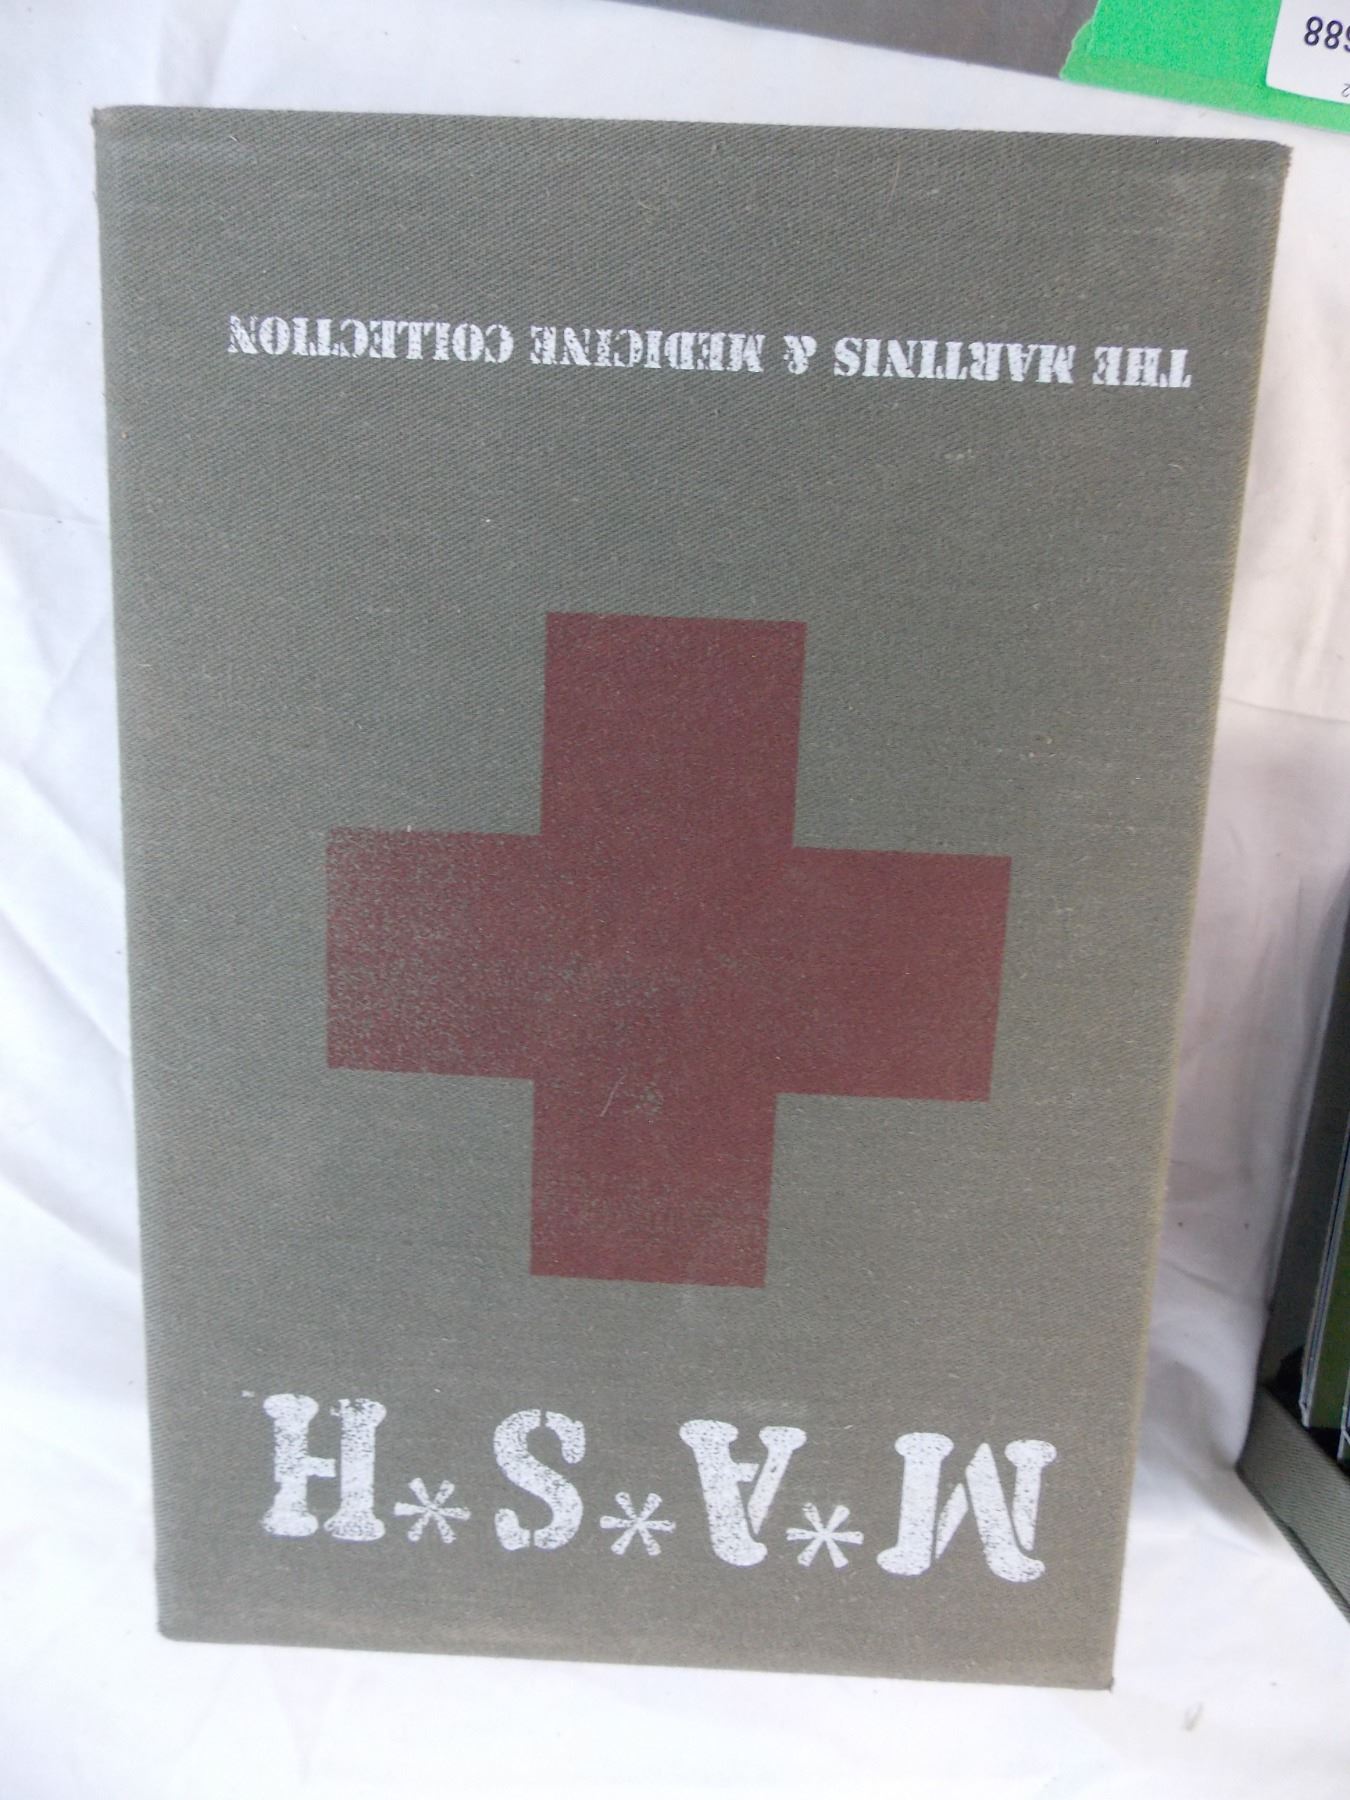 M*A*S*H
THE MARTINIS & MEDICINE COLLECTION